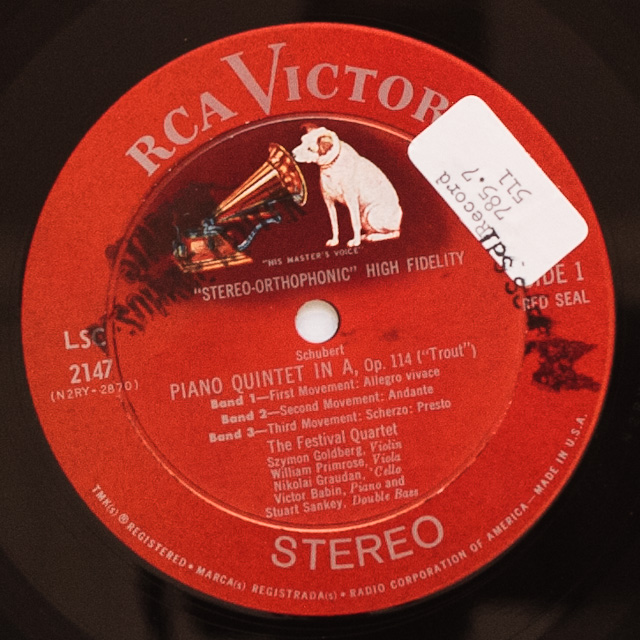 RCA VICTOR
Record
785.7
511
"HIS MASTER'S VOICE"
"STEREO-ORTHOPHONIC" HIGH FIDELITY
SIDE 1
RED SEAL
LSC
2147
(N2RY-2870)
Schubert
PIANO QUINTET IN A, Op. 114 ("Trout")
Band 1—First Movement: Allegro vivace
Band 2—Second Movement: Andante
Band 3—Third Movement: Scherzo: Presto
The Festival Quartet
Szymon Goldberg, Violin
William Primrose, Viola
Nikolai Graudan, 'Cello
Victor Babin, Piano and
Stuart Sankey, Double Bass
STEREO
TMK(s) ® REGISTERED • MARCA(s) REGISTRADA(s) • RADIO CORPORATION OF AMERICA—MADE IN U.S.A.